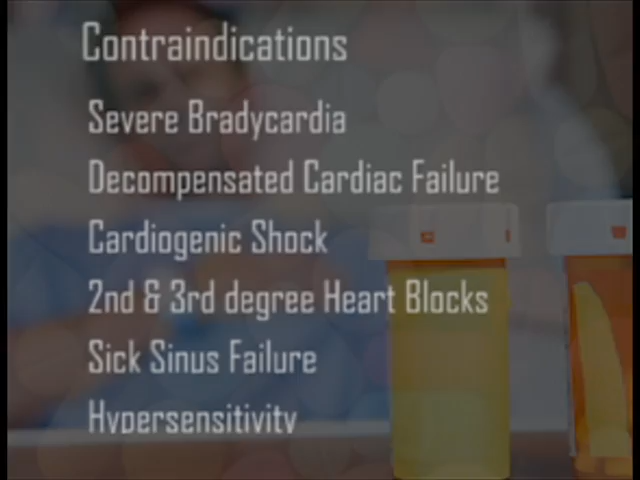 Contraindications
Severe Bradycardia
Decompensated Cardiac Failure
Cardiogenic Shock
2nd & 3rd degree Heart Blocks
Sick Sinus Failure
Hypersensitivity